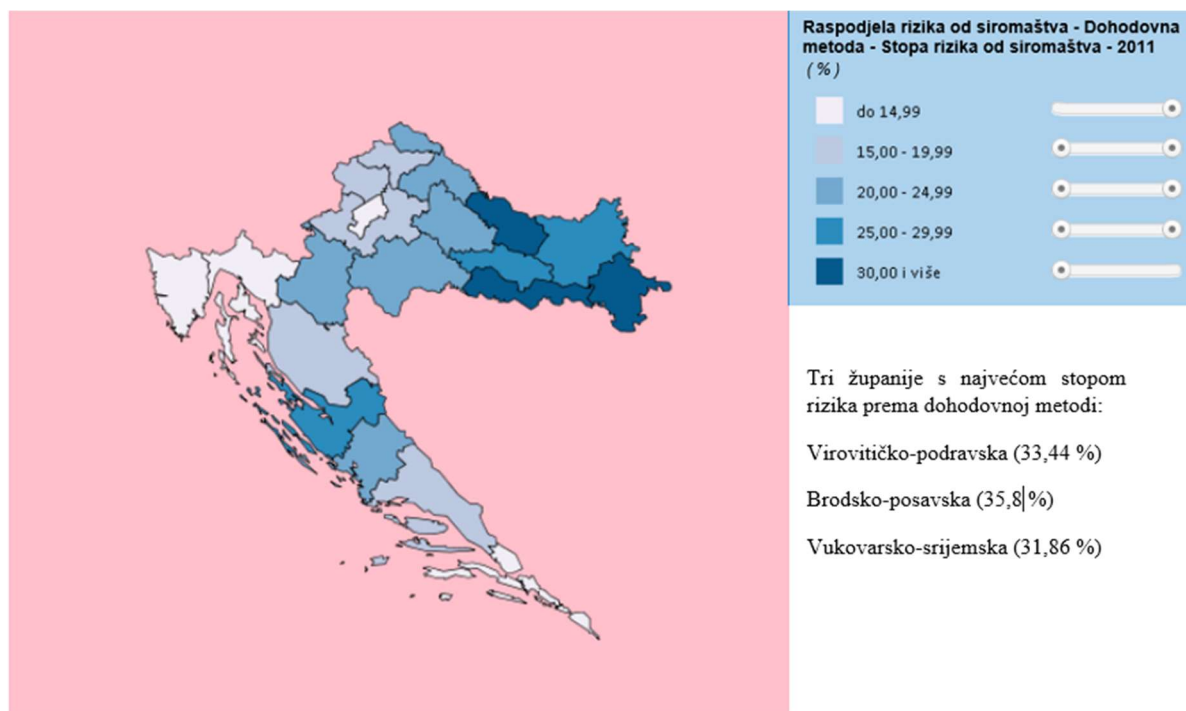 Raspodjela rizika od siromaštva - Dohodovna
metoda - Stopa rizika od siromaštva - 2011
(%)
do 14,99
15,00 - 19,99
20,00 - 24,99
25,00 - 29,99
30,00 i više
Tri županije s najvećom stopom
rizika prema dohodovnoj metodi:
Virovitičko-podravska (33,44 %)
Brodsko-posavska (35,8 %)
Vukovarsko-srijemska (31,86 %)